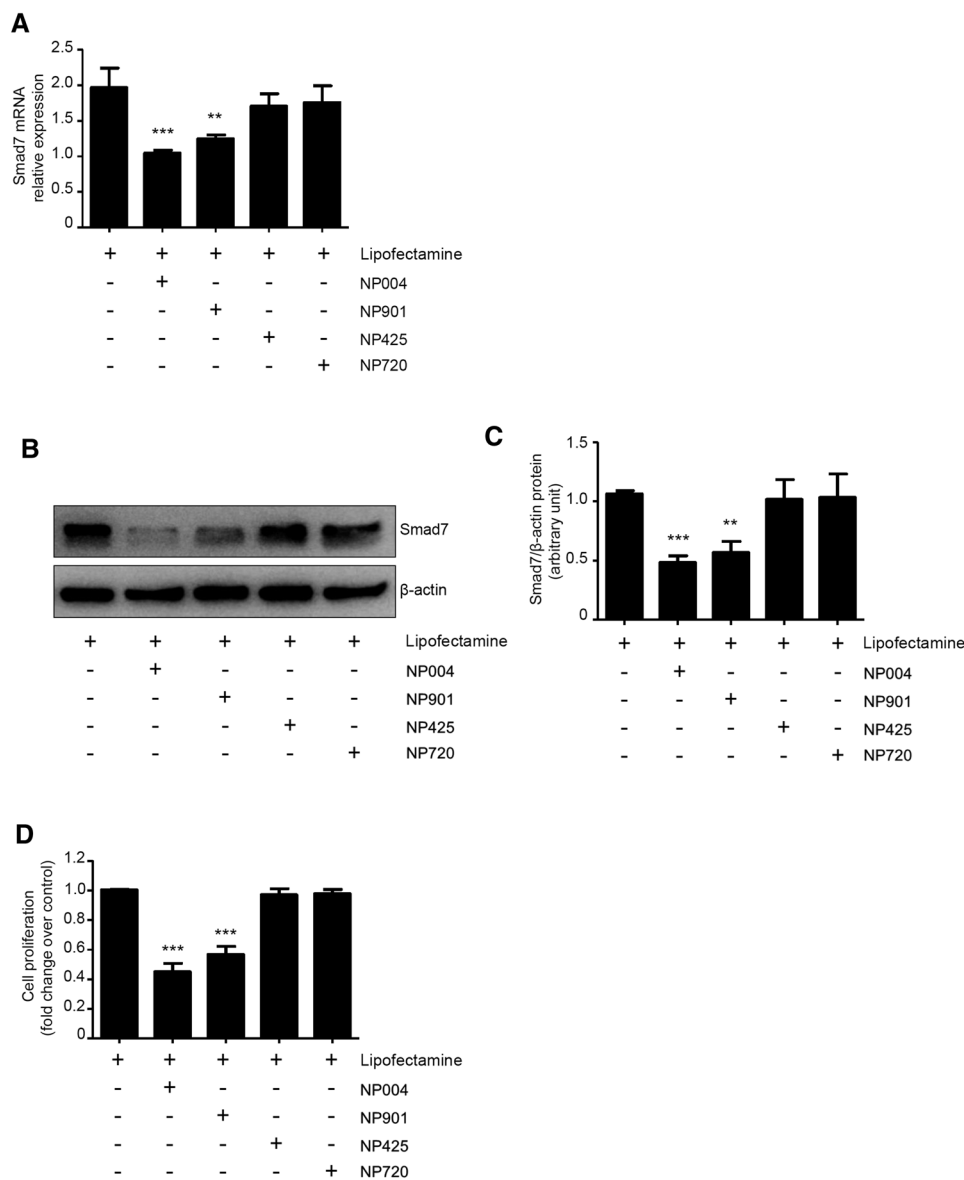 A
Smad7 mRNA
relative expression
2.5
2.0
1.5
1.0
0.5
0
***
**
+ + + + + Lipofectamine
- + - - - NP004
- - + - - NP901
- - - + - NP425
- - - - + NP720
B
Smad7
β-actin
+ + + + + Lipofectamine
- + - - - NP004
- - + - - NP901
- - - + - NP425
- - - - + NP720
C
Smad7/β-actin protein
(arbitrary unit)
1.5
1.0
0.5
0
***
**
+ + + + + Lipofectamine
- + - - - NP004
- - + - - NP901
- - - + - NP425
- - - - + NP720
D
Cell proliferation
(fold change over control)
1.2
1.0
0.8
0.6
0.4
0.2
0
***
***
+ + + + + Lipofectamine
- + - - - NP004
- - + - - NP901
- - - + - NP425
- - - - + NP720